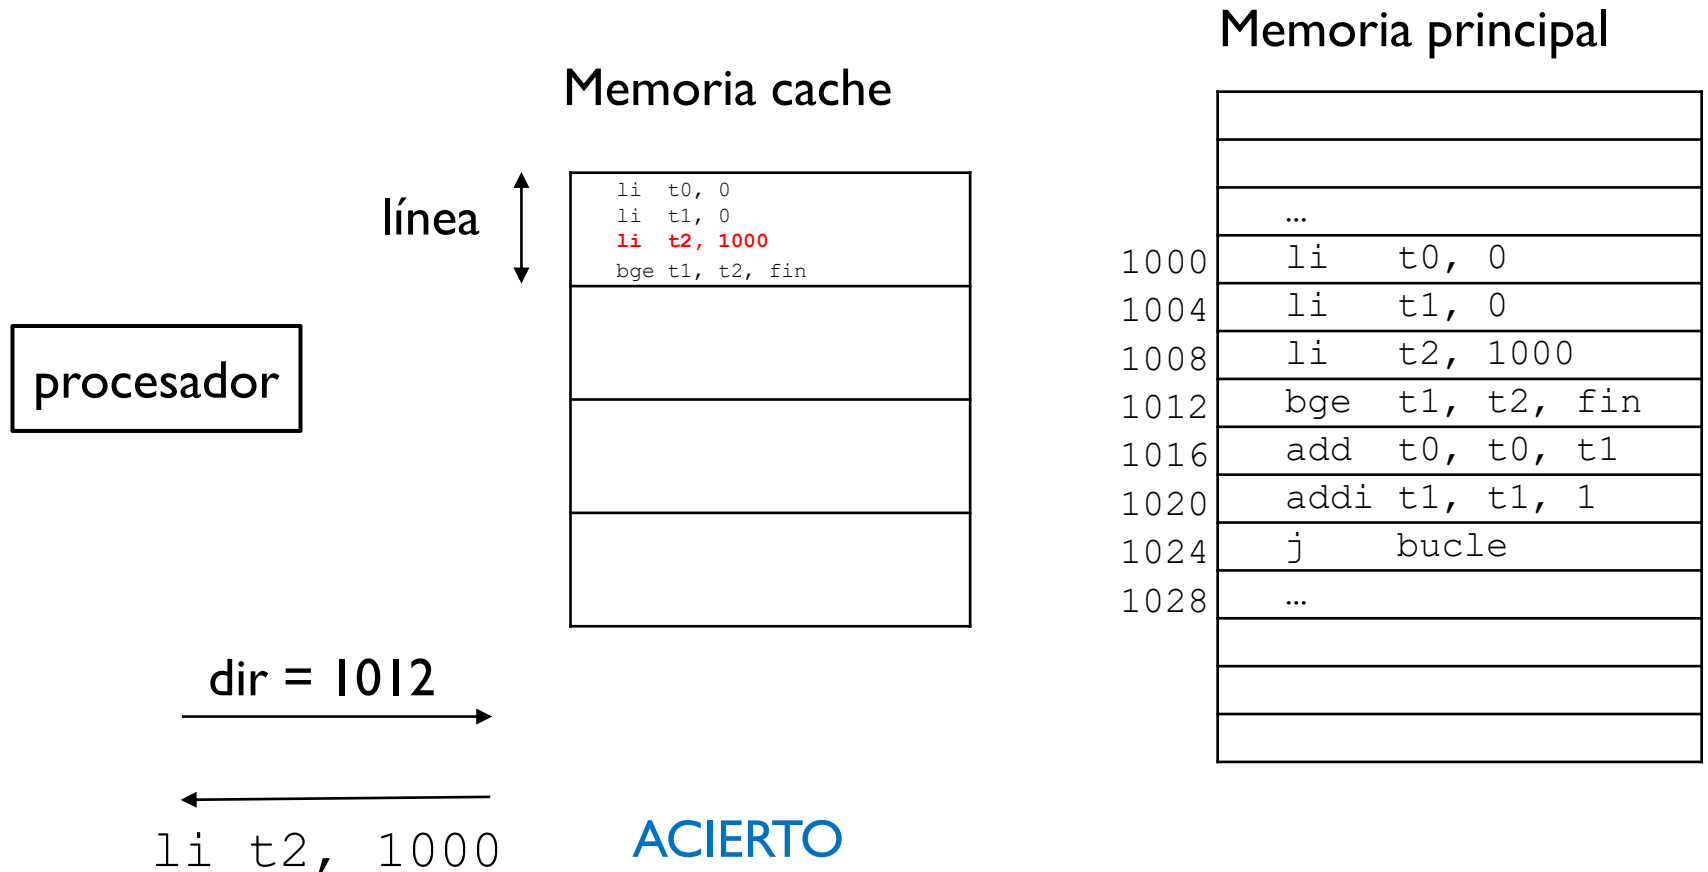 Memoria principal
Memoria cache
línea
li t0, 0
li t1, 0
li t2, 1000
bge t1, t2, fin
procesador
…
1000 li t0, 0
1004 li t1, 0
1008 li t2, 1000
1012 bge t1, t2, fin
1016 add t0, t0, t1
1020 addi t1, t1, 1
1024 j bucle
1028 …
dir = 1012
li t2, 1000
ACIERTO